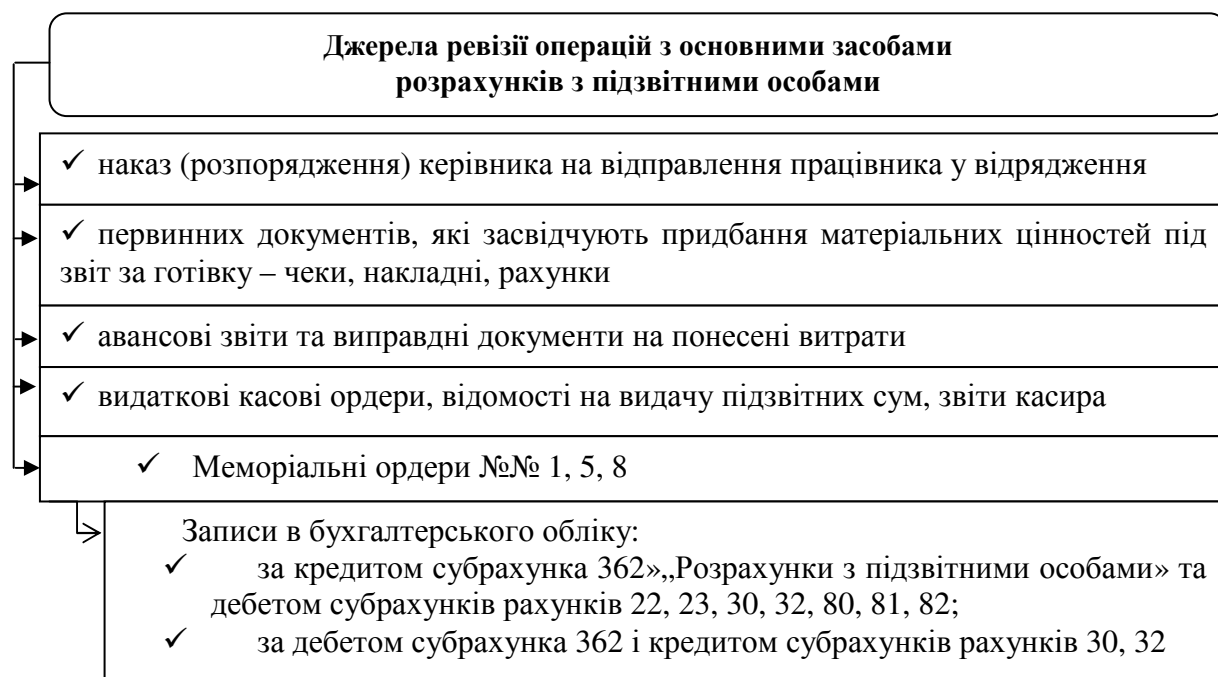 Джерела ревізії операцій з основними засобами
розрахунків з підзвітними особами
✓ наказ (розпорядження) керівника на відправлення працівника у відрядження
✓ первинних документів, які засвідчують придбання матеріальних цінностей під
звіт за готівку – чеки, накладні, рахунки
✓ авансові звіти та виправдні документи на понесені витрати
✓ видаткові касові ордери, відомості на видачу підзвітних сум, звіти касира
✓ Меморіальні ордери №№ 1, 5, 8
Записи в бухгалтерського обліку:
✓ за кредитом субрахунка 362»„Розрахунки з підзвітними особами» та
дебетом субрахунків рахунків 22, 23, 30, 32, 80, 81, 82;
✓ за дебетом субрахунка 362 і кредитом субрахунків рахунків 30, 32